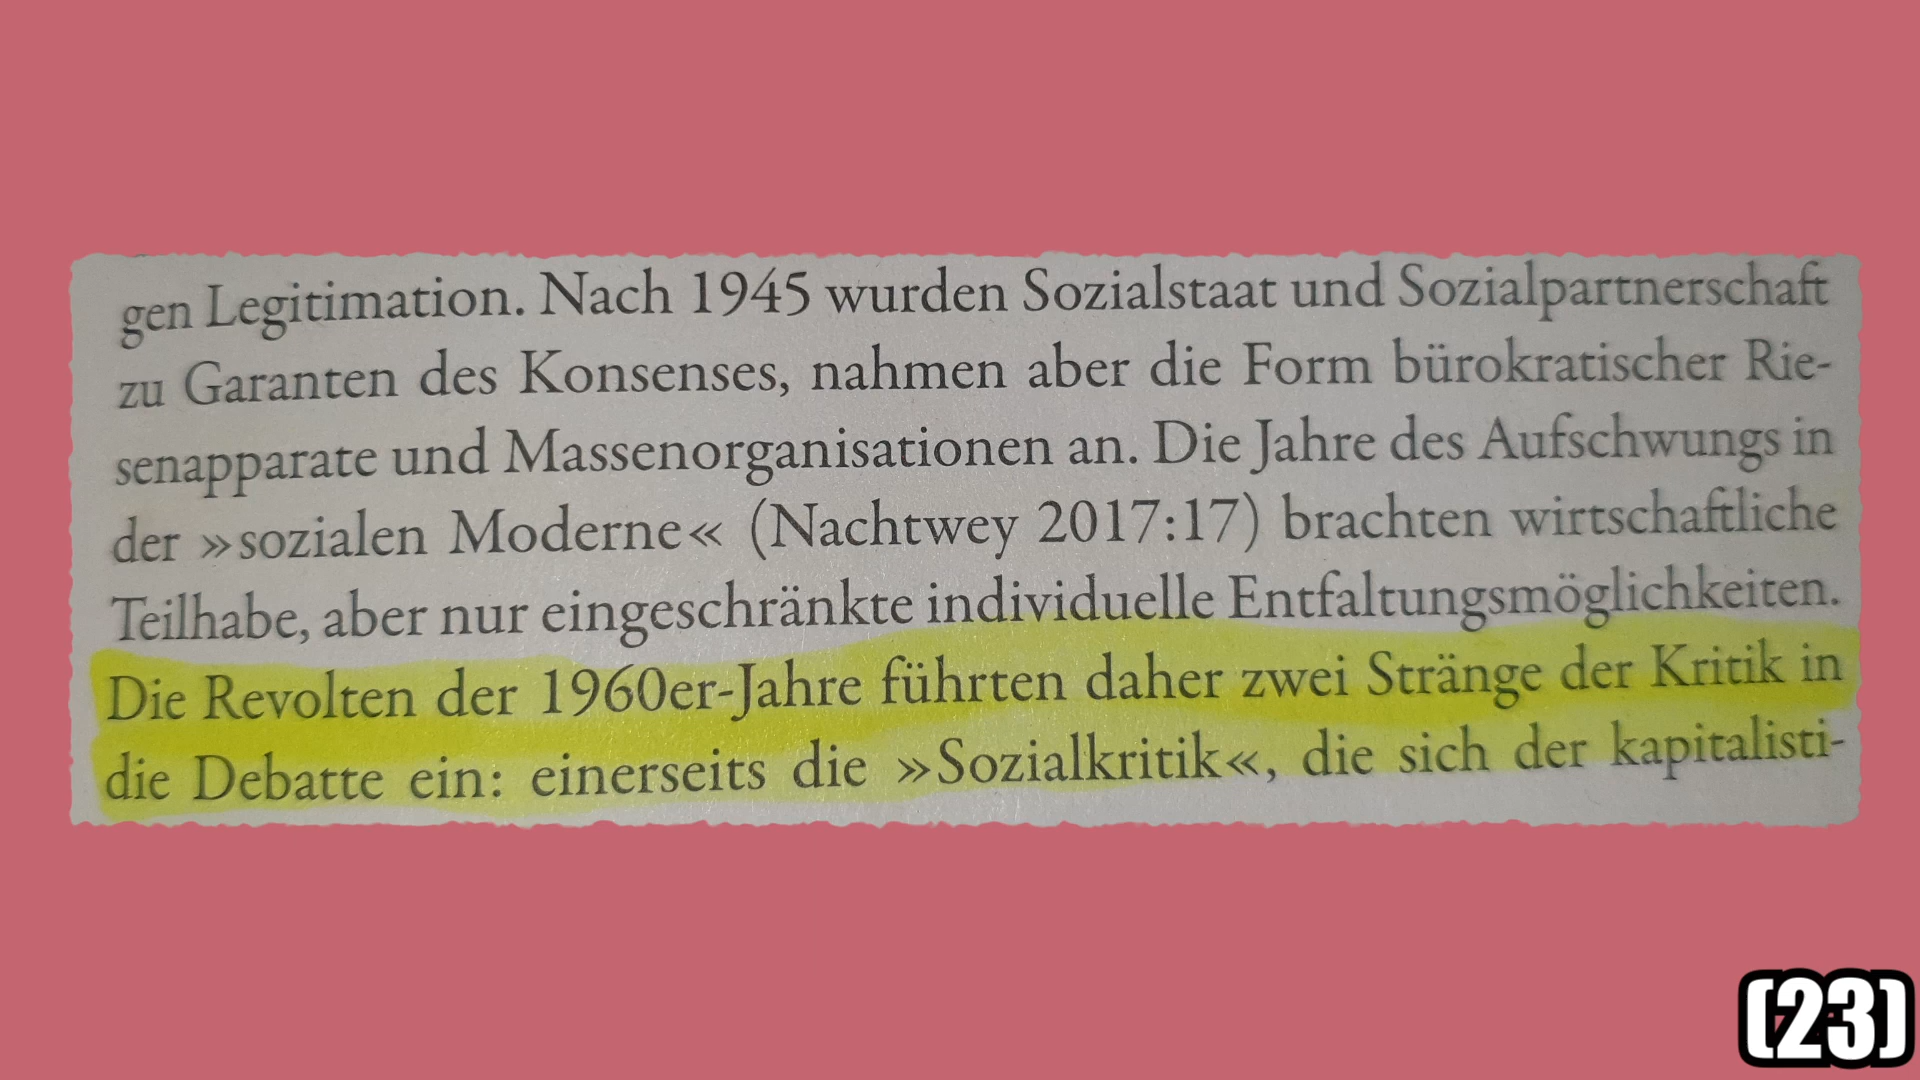 gen Legitimation. Nach 1945 wurden Sozialstaat und Sozialpartnerschaft
zu Garanten des Konsenses, nahmen aber die Form bürokratischer Rie-
senapparate und Massenorganisationen an. Die Jahre des Aufschwungs in
der »sozialen Moderne« (Nachtwey 2017:17) brachten wirtschaftliche
Teilhabe, aber nur eingeschränkte individuelle Entfaltungsmöglichkeiten.
Die Revolten der 1960er-Jahre führten daher zwei Stränge der Kritik in
die Debatte ein: einerseits die »Sozialkritik«, die sich der kapitalisti-
(23)